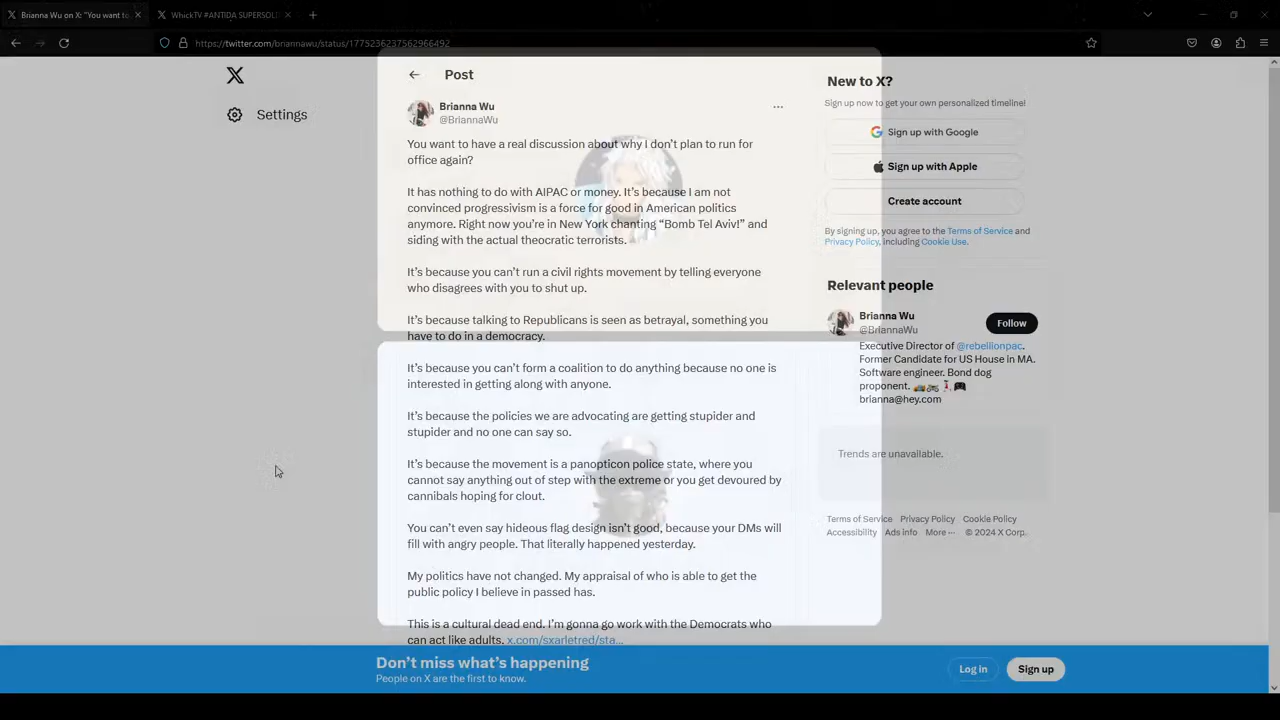 Brianna Wu on X: "You want to
WhickTV #ANTIDA SUPERSOLI
https://twitter.com/briannawu/status/1775236237562966492
Settings
Post
Brianna Wu
@BriannaWu
You want to have a real discussion about why I don’t plan to run for
office again?
It has nothing to do with AIPAC or money. It’s because I am not
convinced progressivism is a force for good in American politics
anymore. Right now you’re in New York chanting “Bomb Tel Aviv!” and
siding with the actual theocratic terrorists.
It’s because you can’t run a civil rights movement by telling everyone
who disagrees with you to shut up.
It’s because talking to Republicans is seen as betrayal, something you
have to do in a democracy.
It’s because you can’t form a coalition to do anything because no one is
interested in getting along with anyone.
It’s because the policies we are advocating are getting stupider and
stupider and no one can say so.
It’s because the movement is a panopticon police state, where you
cannot say anything out of step with the extreme or you get devoured by
cannibals hoping for clout.
You can’t even say hideous flag design isn’t good, because your DMs will
fill with angry people. That literally happened yesterday.
My politics have not changed. My appraisal of who is able to get the
public policy I believe in passed has.
This is a cultural dead end. I’m gonna go work with the Democrats who
can act like adults. x.com/sxarletred/sta…
New to X?
Sign up now to get your own personalized timeline!
Sign up with Google
Sign up with Apple
Create account
By signing up, you agree to the Terms of Service and
Privacy Policy, including Cookie Use.
Relevant people
Brianna Wu
@BriannaWu
Follow
Executive Director of @rebellionpac.
Former Candidate for US House in MA.
Software engineer. Bond dog
proponent.
brianna@hey.com
Trends are unavailable.
Terms of Service Privacy Policy Cookie Policy
Accessibility Ads info More ··· © 2024 X Corp.
Don’t miss what’s happening
People on X are the first to know.
Log in
Sign up